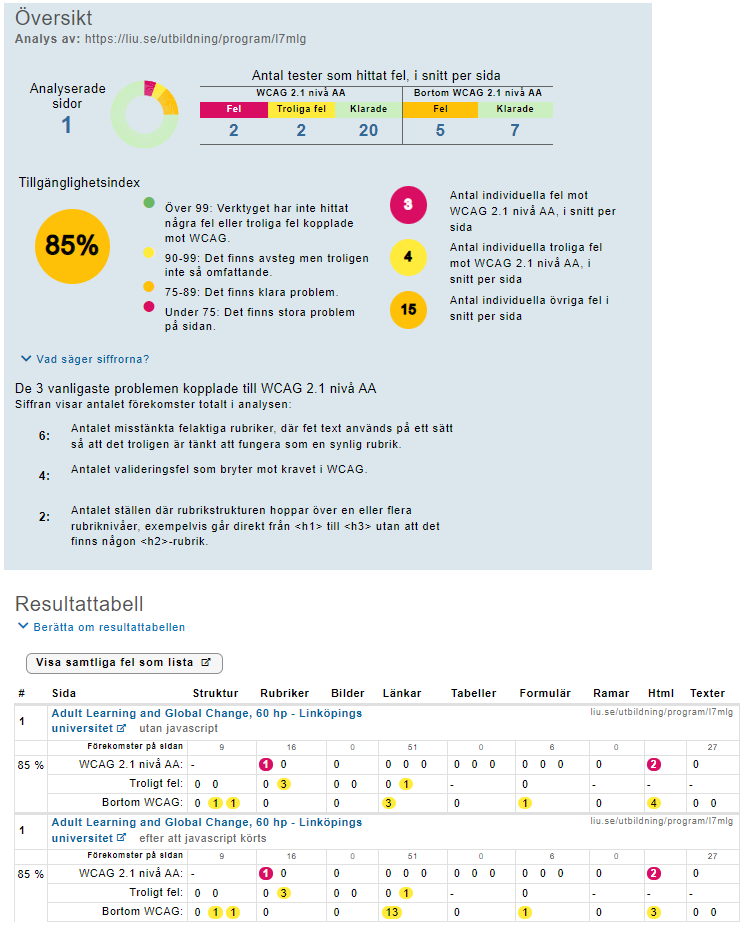 Översikt
Analys av: https://liu.se/utbildning/program/l7mlg
Analyserade
sidor
1
Antal tester som hittat fel, i snitt per sida
WCAG 2.1 nivå AA Bortom WCAG 2.1 nivå AA
Fel Troliga fel Klarade Fel Klarade
2 2 20 5 7
Tillgänglighetsindex
85%
Över 99: Verktyget har inte hittat
några fel eller troliga fel kopplade
mot WCAG.
90-99: Det finns avsteg men troligen
inte så omfattande.
75-89: Det finns klara problem.
Under 75: Det finns stora problem
på sidan.
3
Antal individuella fel mot
WCAG 2.1 nivå AA, i snitt per
sida
4
Antal individuella troliga fel
mot WCAG 2.1 nivå AA, i
snitt per sida
15
Antal individuella övriga fel i
snitt per sida
Vad säger siffrorna?
De 3 vanligaste problemen kopplade till WCAG 2.1 nivå AA
Siffran visar antalet förekomster totalt i analysen:
6: Antalet misstänkta felaktiga rubriker, där fet text används på ett sätt
så att det troligen är tänkt att fungera som en synlig rubrik.
4: Antalet valideringsfel som bryter mot kravet i WCAG.
2: Antalet ställen där rubrikstrukturen hoppar över en eller flera
rubriknivåer, exempelvis går direkt från <h1> till <h3> utan att det
finns någon <h2>-rubrik.
Resultattabell
Berätta om resultattabellen
Visa samtliga fel som lista
# Sida Struktur Rubriker Bilder Länkar Tabeller Formulär Ramar Html Texter
1 Adult Learning and Global Change, 60 hp - Linköpings liu.se/utbildning/program/l7mlg
universitet utan javascript
Förekomster på sidan 9 16 0 51 0 6 0 27
85 % WCAG 2.1 nivå AA: - 1 0 0 0 0 0 0 0 0 0 0 0 0 2 0
Troligt fel: 0 0 0 3 0 0 0 1 - 0 - - -
Bortom WCAG: 0 1 1 0 0 3 0 1 0 4 0 0
1 Adult Learning and Global Change, 60 hp - Linköpings liu.se/utbildning/program/l7mlg
universitet efter att javascript körts
Förekomster på sidan 9 16 0 51 0 6 0 27
85 % WCAG 2.1 nivå AA: - 1 0 0 0 0 0 0 0 0 0 0 0 0 2 0
Troligt fel: 0 0 0 3 0 0 0 1 - 0 - - -
Bortom WCAG: 0 1 1 0 0 13 0 1 0 3 0 0